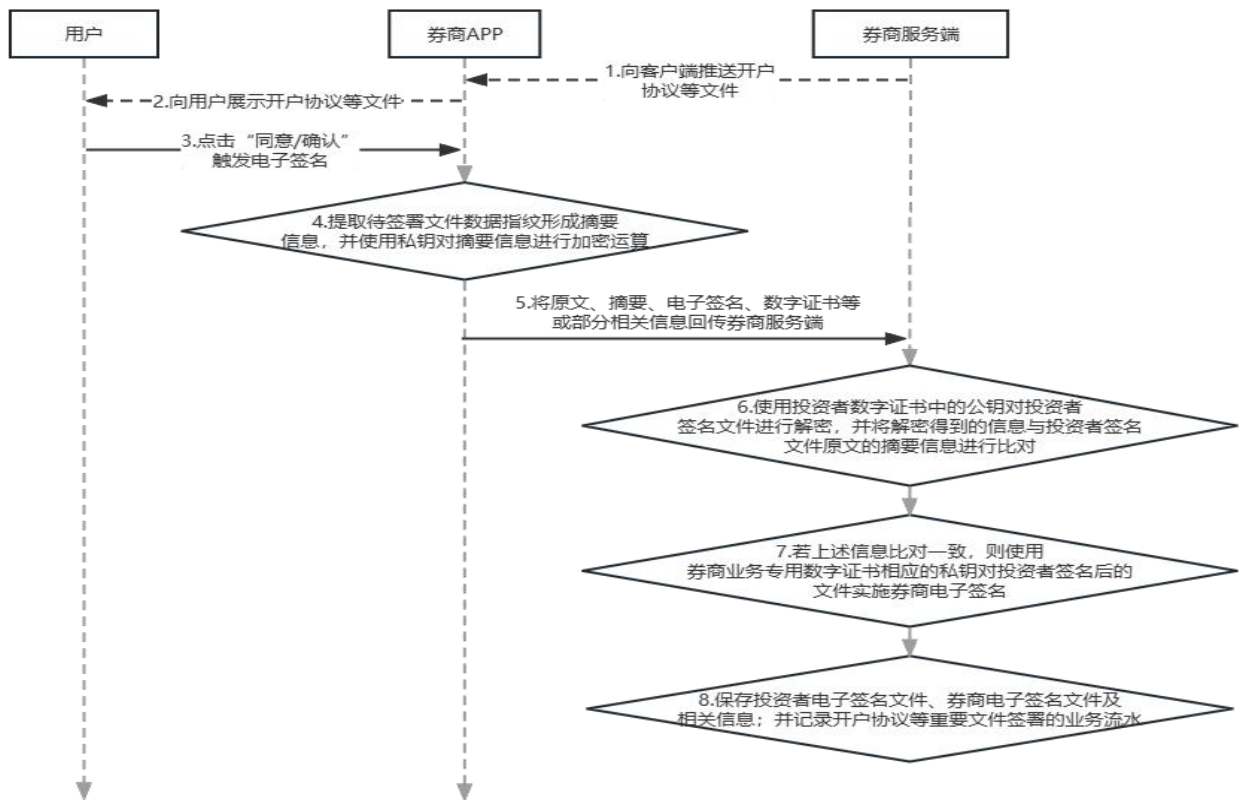 用户
券商APP
券商服务端
1.向客户端推送开户
协议等文件
2.向用户展示开户协议等文件
3.点击“同意/确认”
触发电子签名
4.提取待签署文件数据指纹形成摘要
信息，并使用私钥对摘要信息进行加密运算
5.将原文、摘要、电子签名、数字证书等
或部分相关信息回传券商服务端
6.使用投资者数字证书中的公钥对投资者
签名文件进行解密，并将解密得到的信息与投资者签名
文件原文的摘要信息进行比对
7.若上述信息比对一致，则使用
券商业务专用数字证书相应的私钥对投资者签名后的
文件实施券商电子签名
8.保存投资者电子签名文件、券商电子签名文件及
相关信息；并记录开户协议等重要文件签署的业务流水